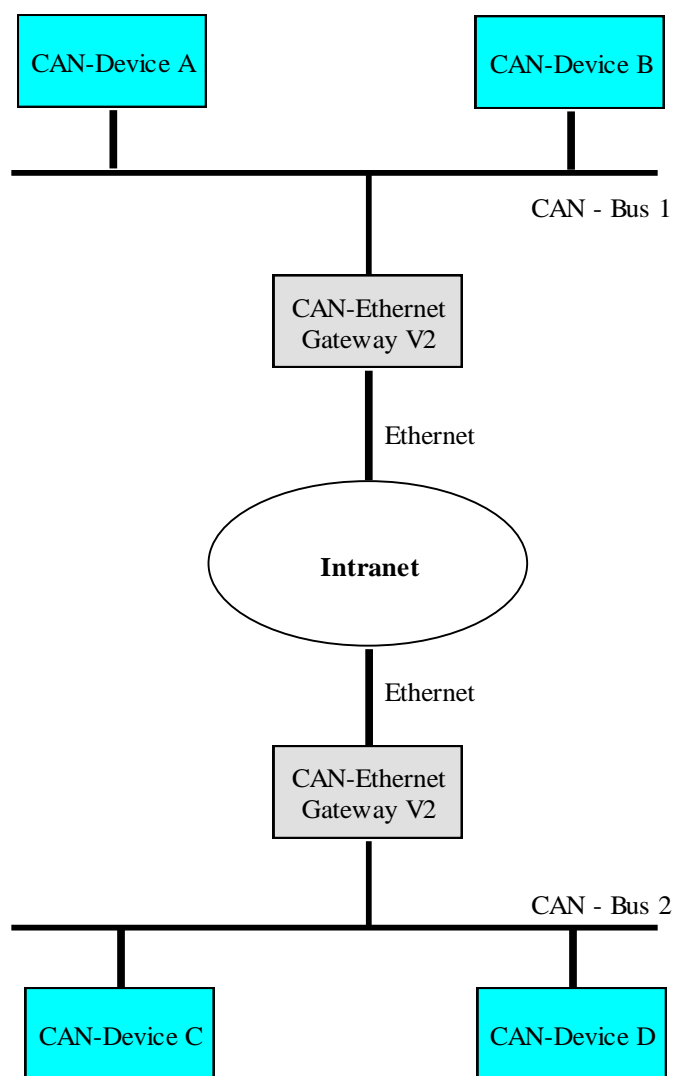 CAN-Device A
CAN-Device B
CAN - Bus 1
CAN-Ethernet
Gateway V2
Ethernet
Intranet
Ethernet
CAN-Ethernet
Gateway V2
CAN - Bus 2
CAN-Device C
CAN-Device D